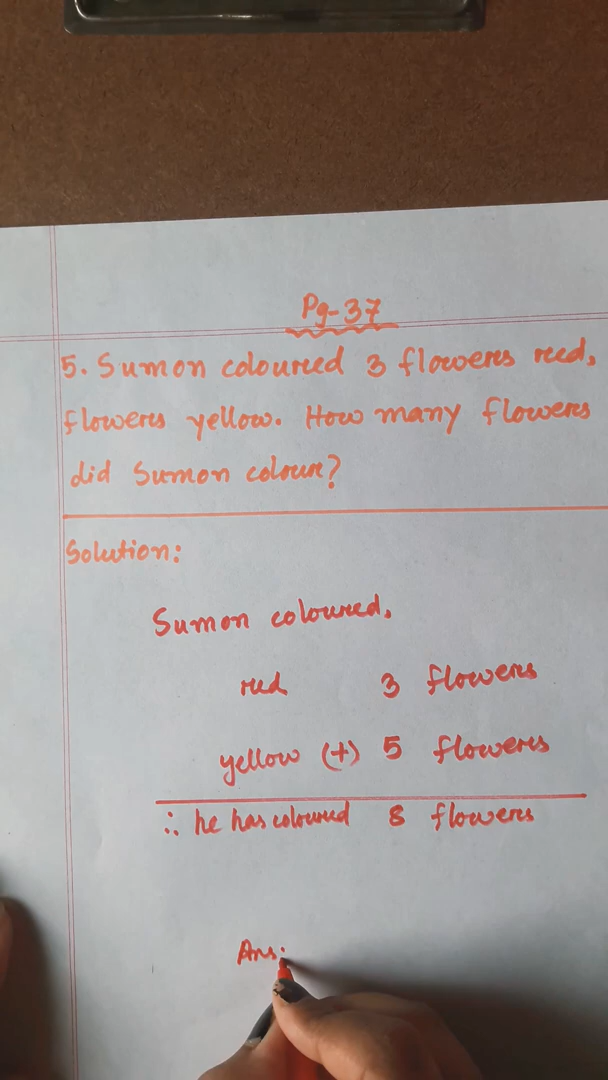 Pg-37
5. Sumon coloured 3 flowers red,
flowers yellow. How many flowers
did Sumon colour?
Solution:
Sumon coloured,
red 3 flowers
yellow (+) 5 flowers
∴ he has coloured 8 flowers
Ans: